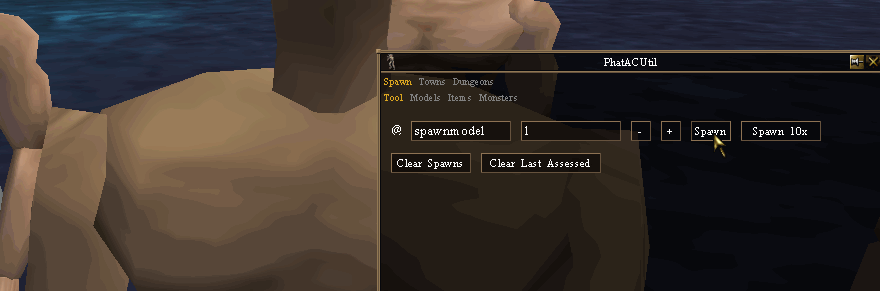 PhatACUtil
Spawn Towns Dungeons
Tool Models Items Monsters
@ spawnmodel 1 - + Spawn Spawn 10x
Clear Spawns Clear Last Assessed